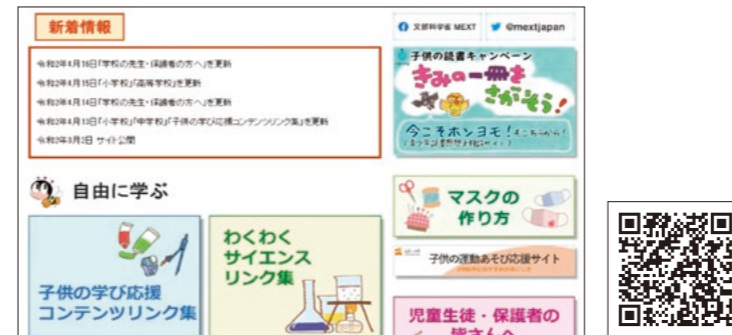 新着情報
令和2年4月16日「学校の先生・保護者の方へ」を更新
令和2年4月15日「小学校」「高等学校」を更新
令和2年4月14日「学校の先生・保護者の方へ」を更新
令和2年4月13日「小学校」「中学校」「子供の学び応援コンテンツリンク集」を更新
令和2年3月2日 サイト公開
文部科学省 MEXT
@mextjapan
子供の読書キャンペーン
きみの一冊を
さがそう!
今こそホンヨモ!
自由に学ぶ
子供の学び応援
コンテンツリンク集
わくわく
サイエンス
リンク集
マスクの
作り方
子供の運動あそび応援サイト
児童生徒・保護者の
皆さんへ